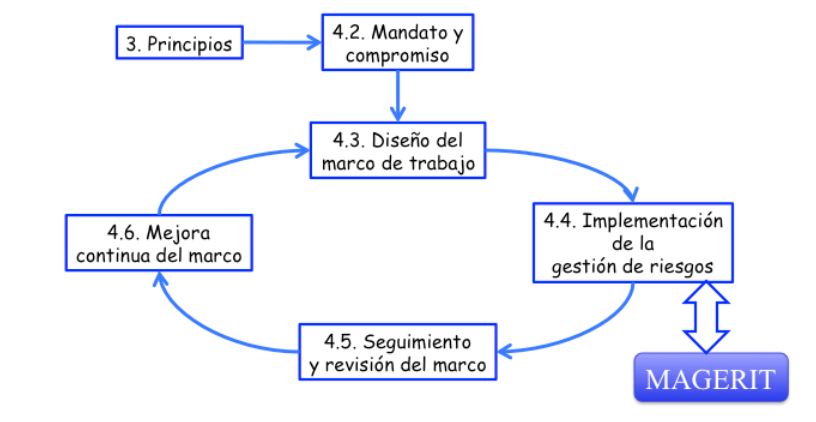 3. Principios
4.2. Mandato y
compromiso
4.3. Diseño del
marco de trabajo
4.4. Implementación
de la
gestión de riesgos
4.6. Mejora
continua del marco
4.5. Seguimiento
y revisión del marco
MAGERIT